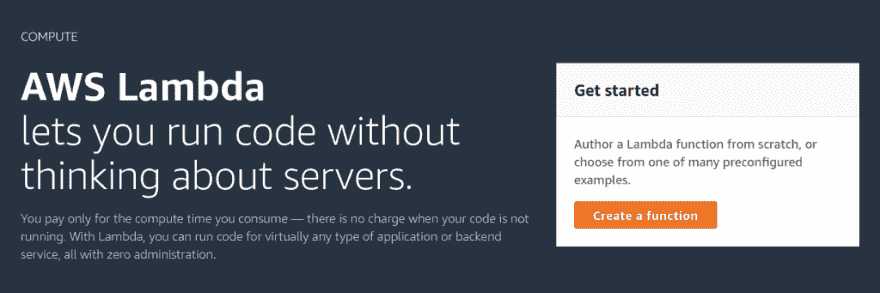 COMPUTE
AWS Lambda
lets you run code without
thinking about servers.
You pay only for the compute time you consume — there is no charge when your code is not
running. With Lambda, you can run code for virtually any type of application or backend
service, all with zero administration.
Get started
Author a Lambda function from scratch, or
choose from one of many preconfigured
examples.
Create a function